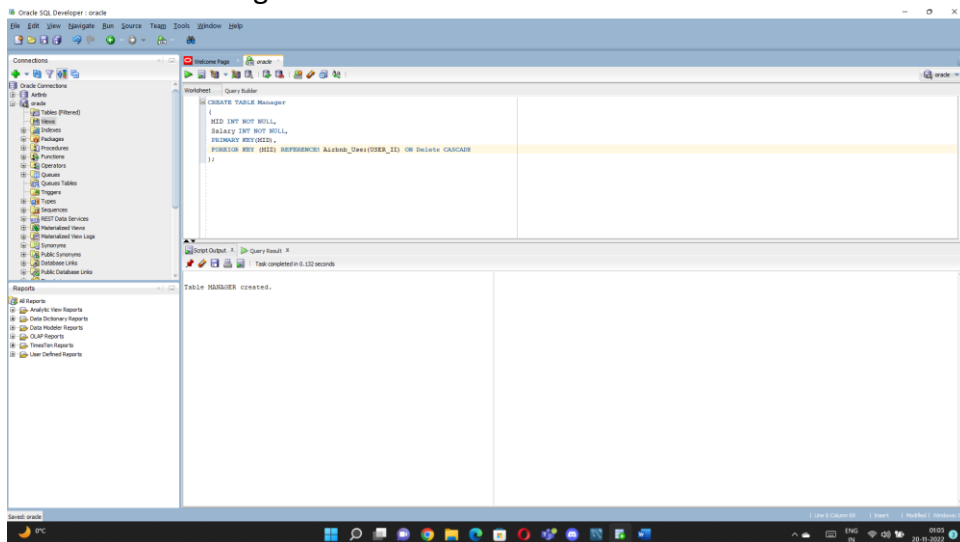 Oracle SQL Developer : oracle
File Edit View Navigate Run Source Team Tools Window Help
Connections
Welcome Page
oracle
oracle
Worksheet Query Builder
Oracle Connections
Airbnb
oracle
Tables (Filtered)
Views
Indexes
Packages
Procedures
Functions
Operators
Queues
Queues Tables
Triggers
Types
Sequences
REST Data Services
Materialized Views
Materialized View Logs
Synonyms
Public Synonyms
Database Links
Public Database Links
CREATE TABLE Manager
(
MID INT NOT NULL,
Salary INT NOT NULL,
PRIMARY KEY(MID),
FOREIGN KEY (MID) REFERENCES Airbnb_User(USER_ID) ON Delete CASCADE
);
Script Output X Query Result X
Task completed in 0.132 seconds
Table MANAGER created.
Reports
All Reports
Analytic View Reports
Data Dictionary Reports
Data Modeler Reports
OLAP Reports
TimesTen Reports
User Defined Reports
Saved: oracle
| Insert | Modified | Windows:
0°C
ENG
IN
01:03
20-11-2022